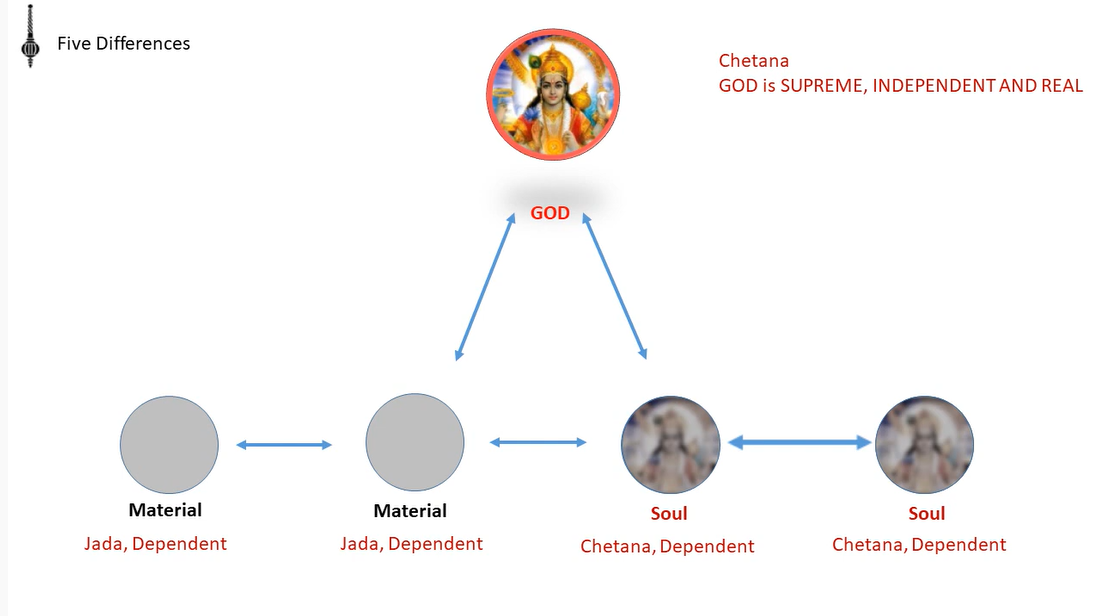 Five Differences
Chetana
GOD is SUPREME, INDEPENDENT AND REAL
GOD
Material
Material
Soul
Soul
Jada, Dependent
Jada, Dependent
Chetana, Dependent
Chetana, Dependent